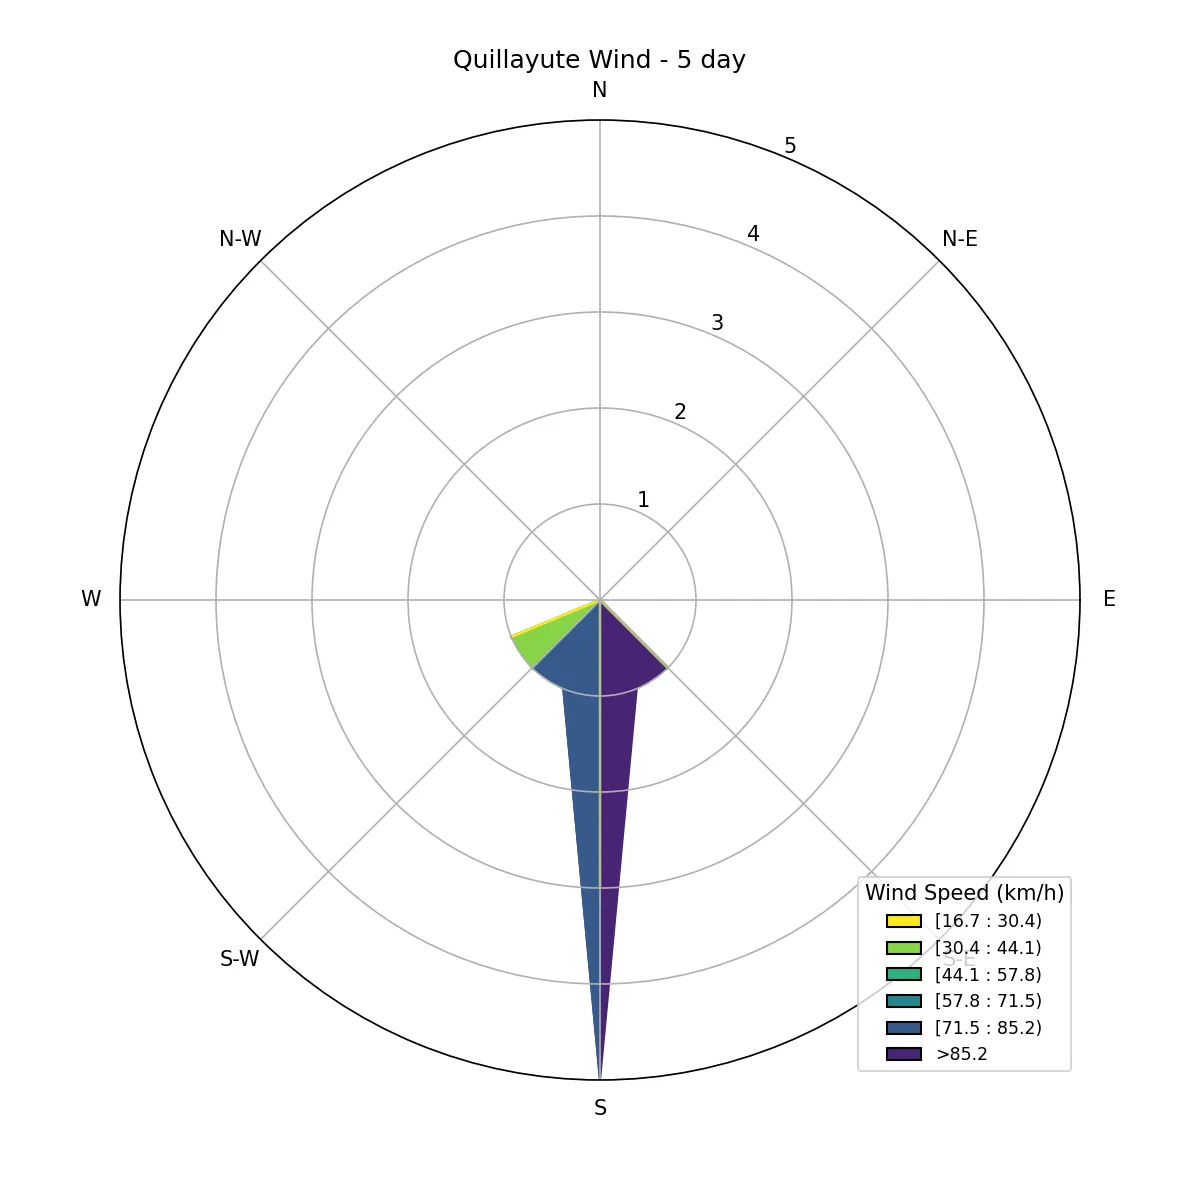 Quillayute Wind - 5 day
N
5
N-W
4
N-E
3
2
1
W
E
Wind Speed (km/h)
[16.7 : 30.4)
[30.4 : 44.1)
S-W
S-E
[44.1 : 57.8)
[57.8 : 71.5)
[71.5 : 85.2)
>85.2
S